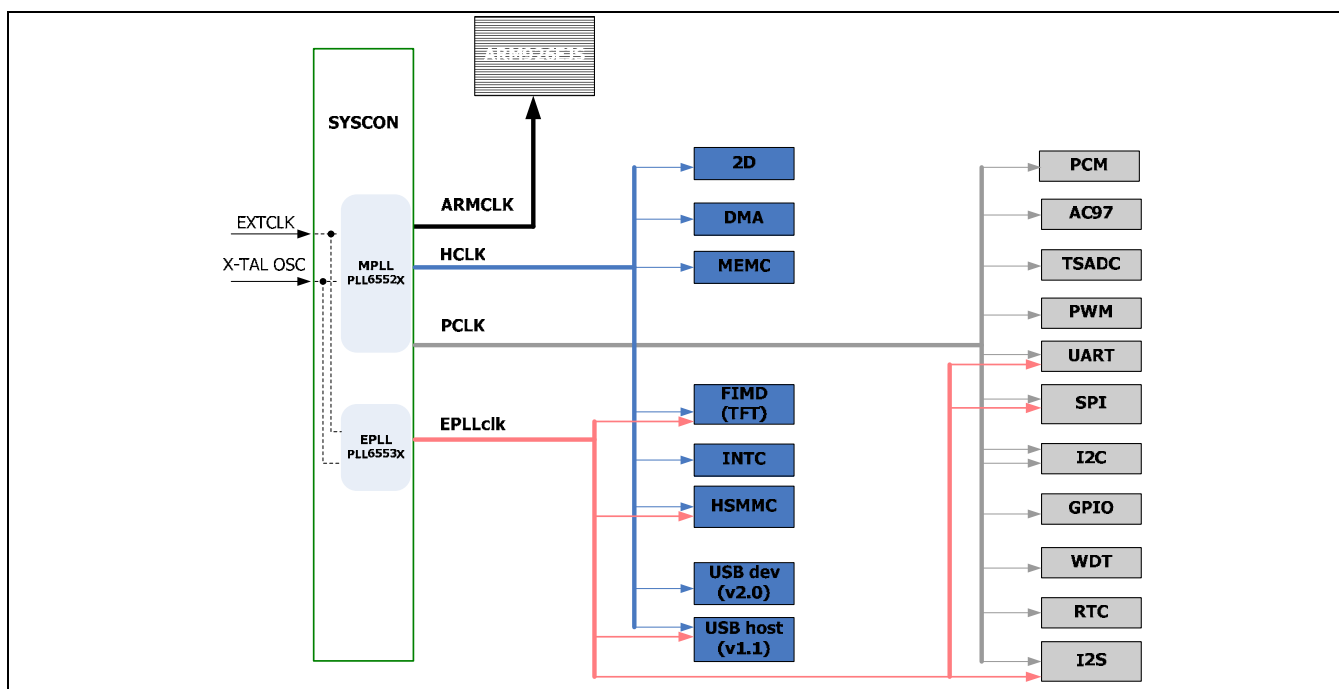 ARM926EJS
SYSCON
ARMCLK
EXTCLK
HCLK
X-TAL OSC
MPLL
PLL6552X
PCLK
EPLLclk
EPLL
PLL6553X
2D
DMA
MEMC
FIMD
(TFT)
INTC
HSMMC
USB dev
(v2.0)
USB host
(v1.1)
PCM
AC97
TSADC
PWM
UART
SPI
I2C
GPIO
WDT
RTC
I2S